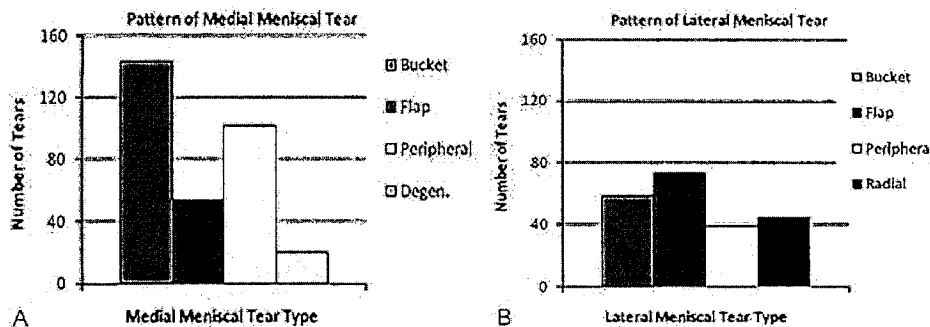 Pattern of Medial Meniscal Tear
160
120
80
40
0
Number of Tears
Bucket
Flap
Peripheral
Degen.
A
Medial Meniscal Tear Type
Pattern of Lateral Meniscal Tear
160
120
80
40
0
Number of Tears
Bucket
Flap
Periphera
Radial
B
Lateral Meniscal Tear Type